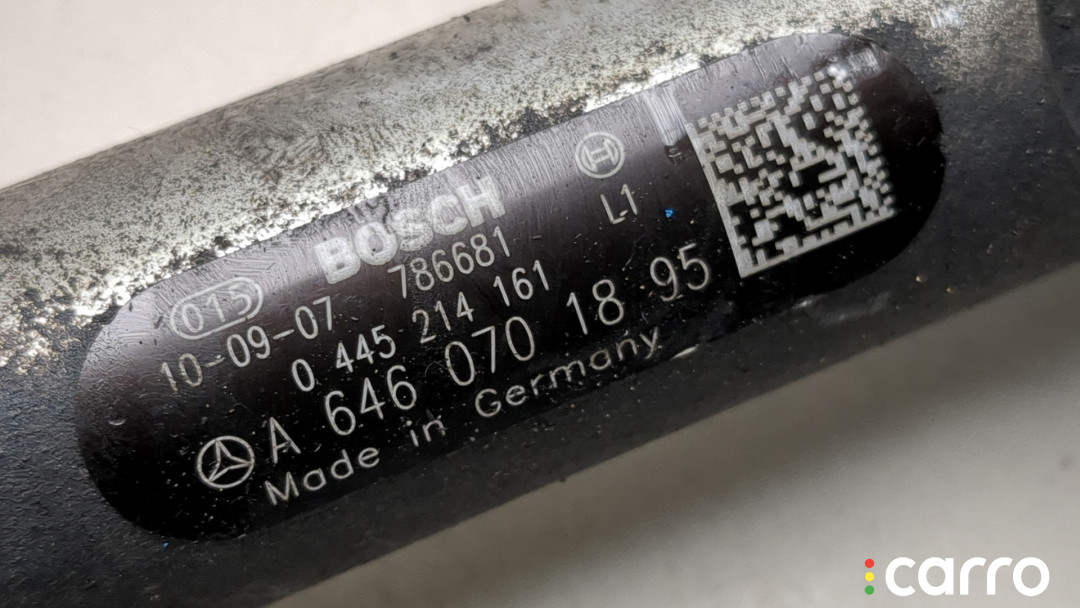 BOSCH
015
10-09-07 786681 L1
0 445 214 161
A 646 070 18 95
Made in Germany
carro